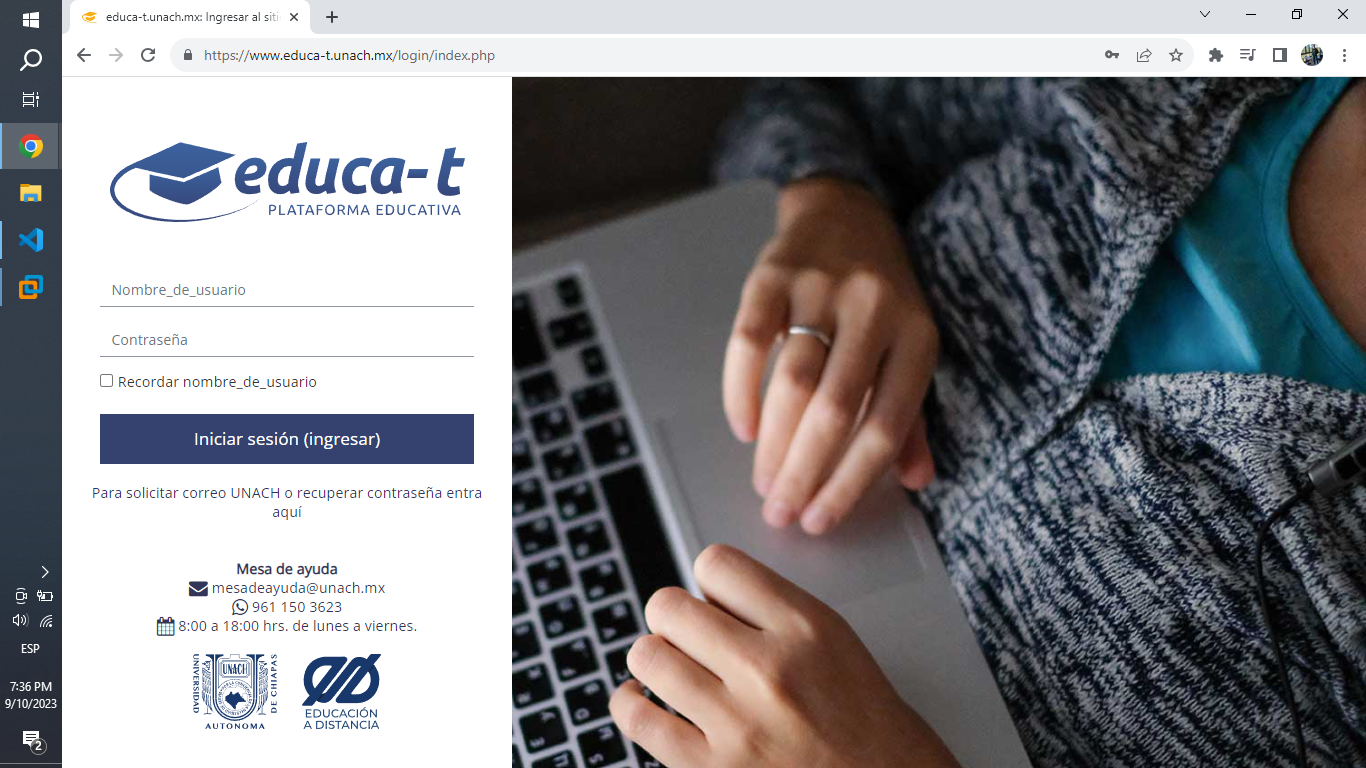 educa-t.unach.mx: Ingresar al siti
https://www.educa-t.unach.mx/login/index.php
educa-t
PLATAFORMA EDUCATIVA
Nombre_de_usuario
Contraseña
Recordar nombre_de_usuario
Iniciar sesión (ingresar)
Para solicitar correo UNACH o recuperar contraseña entra
aquí
Mesa de ayuda
mesadeayuda@unach.mx
961 150 3623
8:00 a 18:00 hrs. de lunes a viernes.
UNIVERSIDAD
UNACH
DE CHIAPAS
AUTONOMA
EDUCACIÓN
A DISTANCIA
ESP
7:36 PM
9/10/2023
2